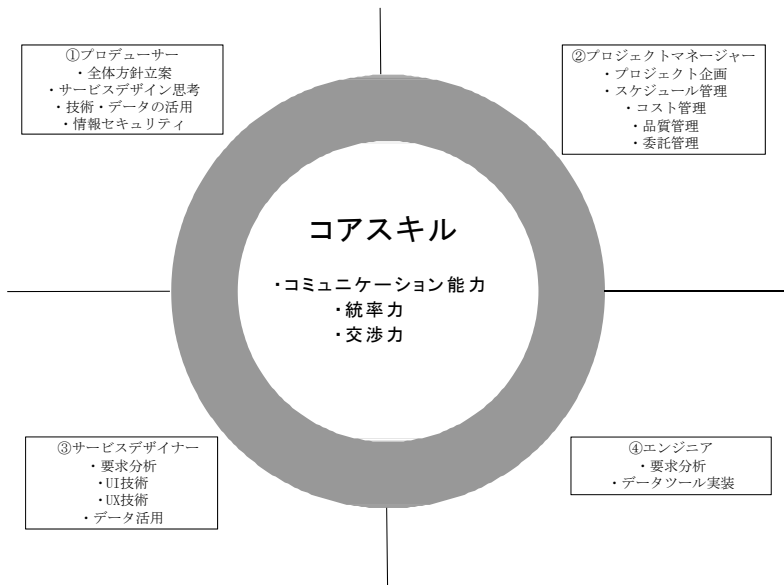 ①プロデューサー
・全体方針立案
・サービスデザイン思考
・技術・データの活用
・情報セキュリティ
②プロジェクトマネージャー
・プロジェクト企画
・スケジュール管理
・コスト管理
・品質管理
・委託管理
コアスキル
・コミュニケーション能力
・統率力
・交渉力
③サービスデザイナー
・要求分析
・UI技術
・UX技術
・データ活用
④エンジニア
・要求分析
・データツール実装